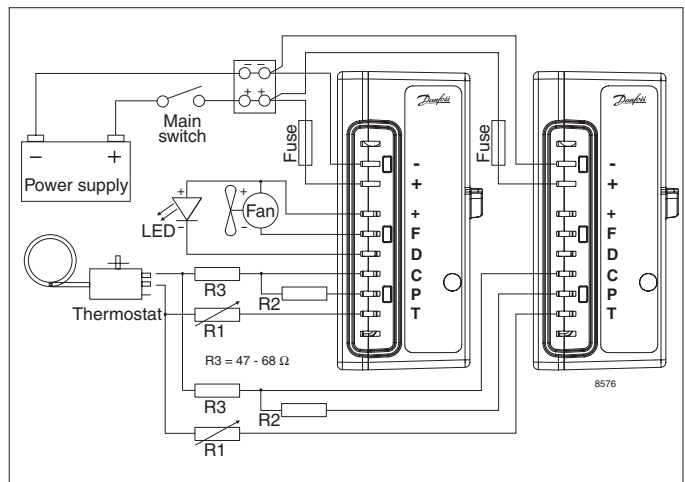 − −
+ +
Main
switch
− +
Power supply
Fuse
Danfoss
-
+
+
F
D
C
P
T
Fuse
Danfoss
-
+
+
F
D
C
P
T
+
LED −
+
Fan
-
Thermostat
R3
R2
R1
R3 = 47 - 68 Ω
R3
R2
R1
8576